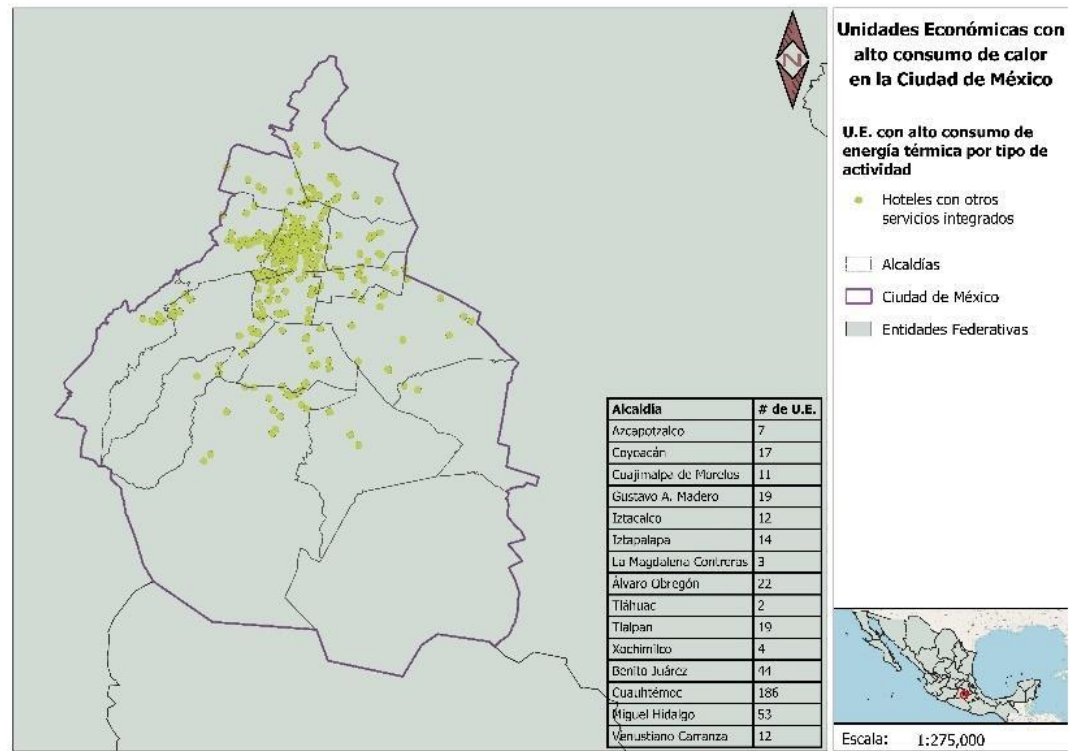 N
Unidades Económicas con
alto consumo de calor
en la Ciudad de México
U.E. con alto consumo de
energía térmica por tipo de
actividad
Hoteles con otros
servicios integrados
Alcaldías
Ciudad de México
Entidades Federativas
Alcaldía # de U.E.
Azcapotzalco 7
Coyoacán 17
Cuajimalpa de Morelos 11
Gustavo A. Madero 19
Iztacalco 12
Iztapalapa 14
La Magdalena Contreras 3
Álvaro Obregón 22
Tláhuac 2
Tlalpan 19
Xochimilco 4
Benito Juárez 44
Cuauhtémoc 186
Miguel Hidalgo 53
Venustiano Carranza 12
Escala: 1:275,000